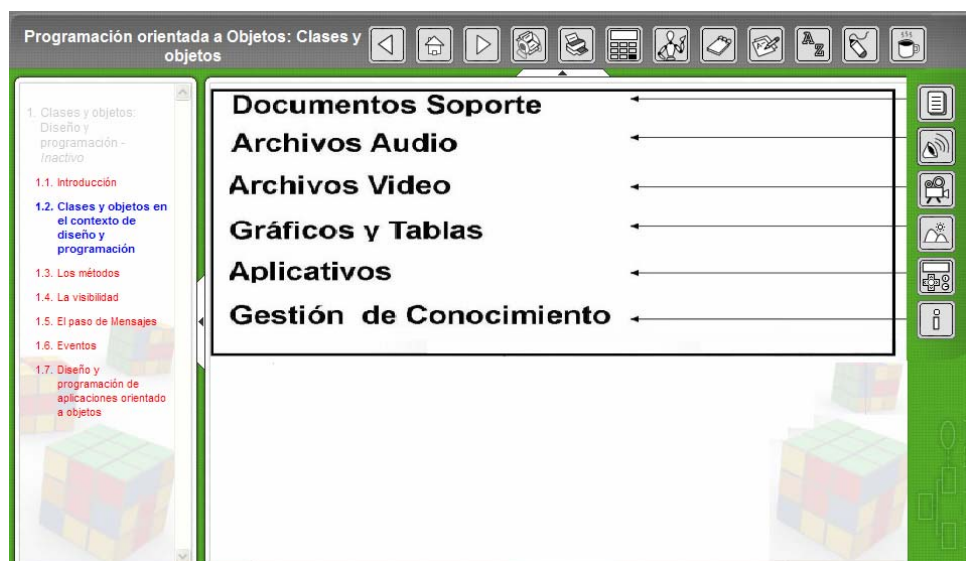 Programación orientada a Objetos: Clases y
objetos
A
Z
1. Clases y objetos:
Diseño y
programación -
Inactivo
1.1. Introducción
1.2. Clases y objetos en
el contexto de
diseño y
programación
1.3. Los métodos
1.4. La visibilidad
1.5. El paso de Mensajes
1.6. Eventos
1.7. Diseño y
programación de
aplicaciones orientado
a objetos
Documentos Soporte
Archivos Audio
Archivos Video
Gráficos y Tablas
Aplicativos
Gestión de Conocimiento